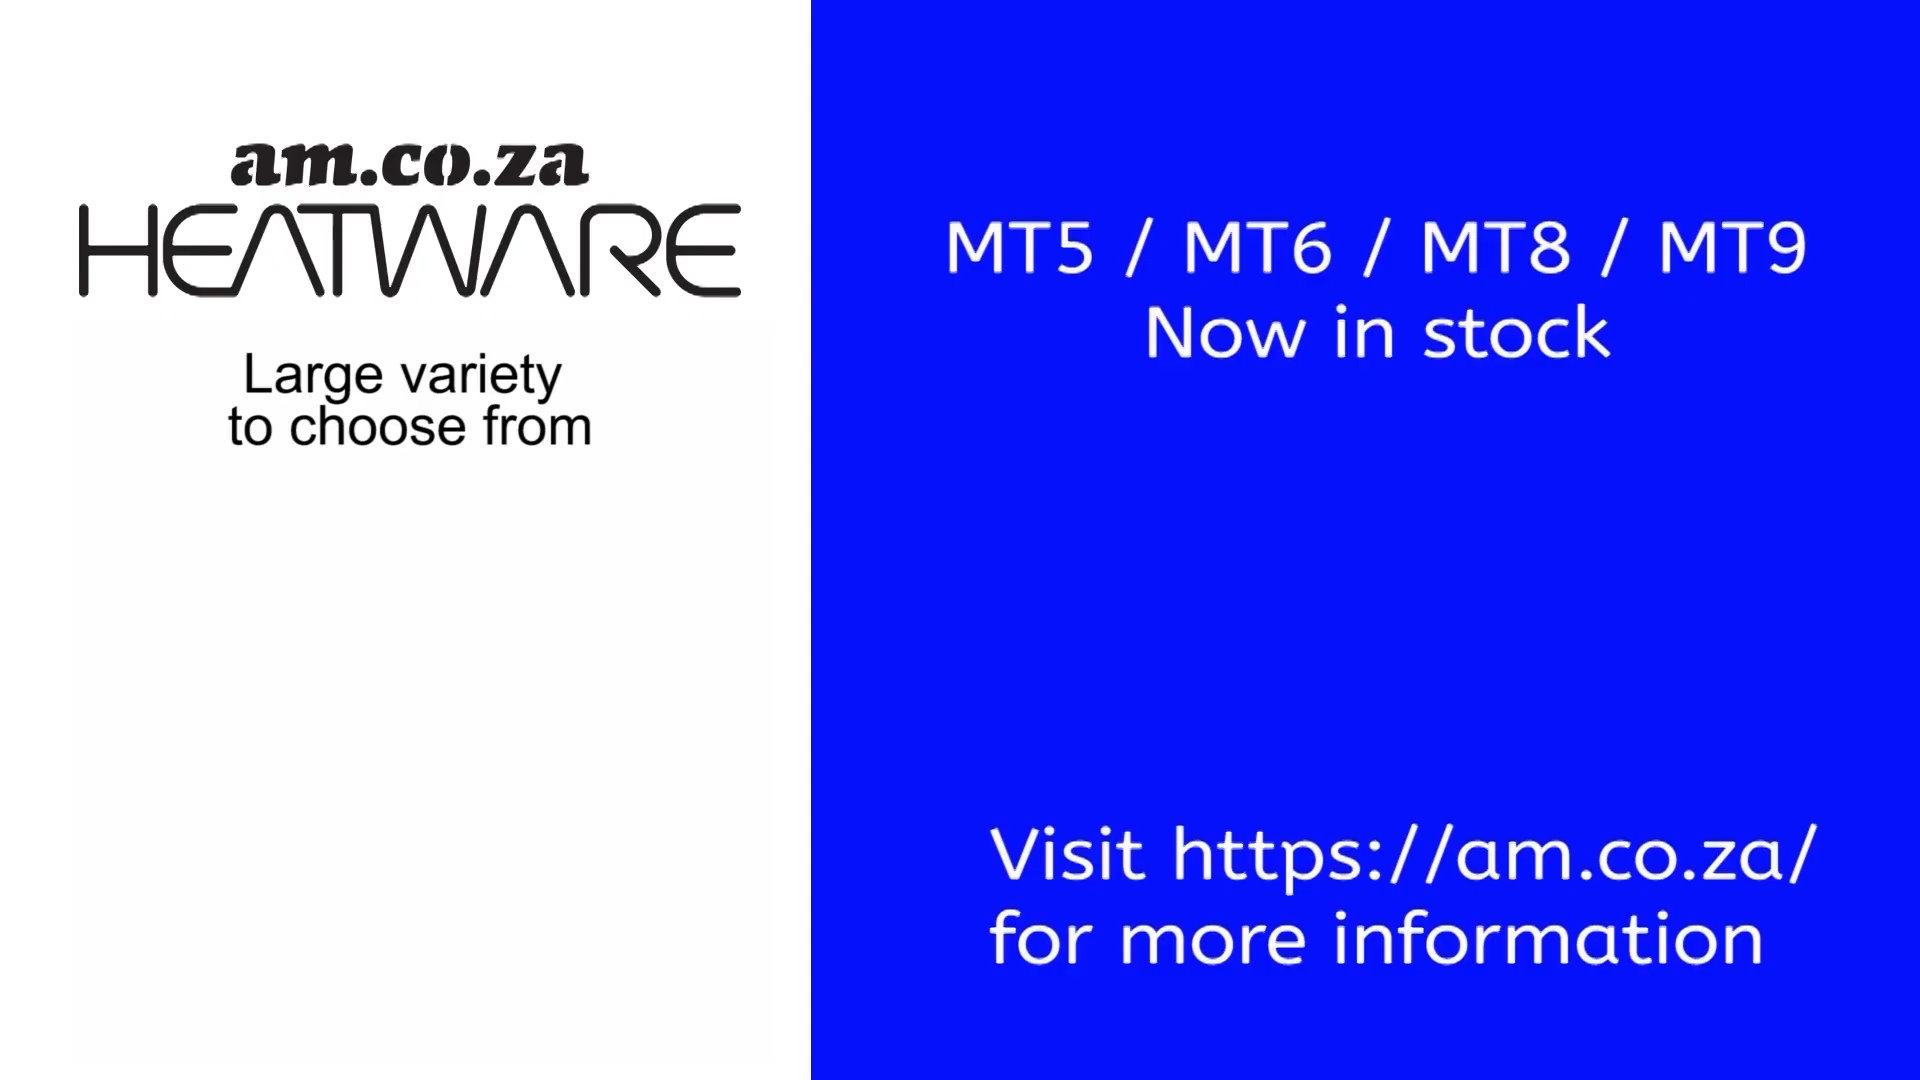 am.co.za
HEATWARE
Large variety
to choose from
MT5 / MT6 / MT8 / MT9
Now in stock
Visit https://am.co.za/
for more information